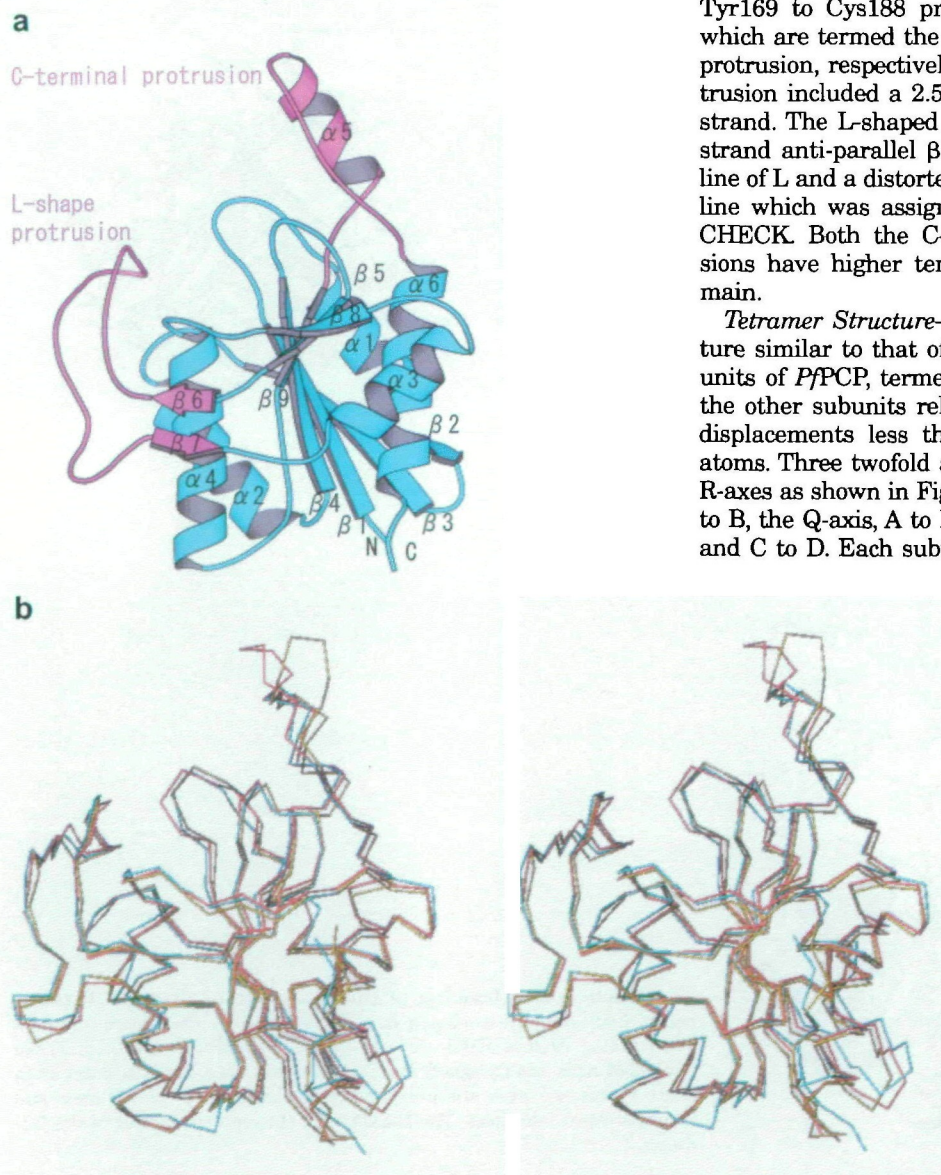 a
C-terminal protrusion
L-shape
protrusion
α5
β5
α6
β8
α1
α3
β6
β9
β2
β7
α4
α2
β4
β1
β3
N
C
b
Tyr169 to Cys188 pr
which are termed the
protrusion, respectivel
trusion included a 2.5
strand. The L-shaped
strand anti-parallel β
line of L and a distorte
line which was assign
CHECK. Both the C-
sions have higher ter
main.
Tetramer Structure-
ture similar to that of
units of PfPCP, terme
the other subunits rel
displacements less th
atoms. Three twofold a
R-axes as shown in Fig
to B, the Q-axis, A to
and C to D. Each sub